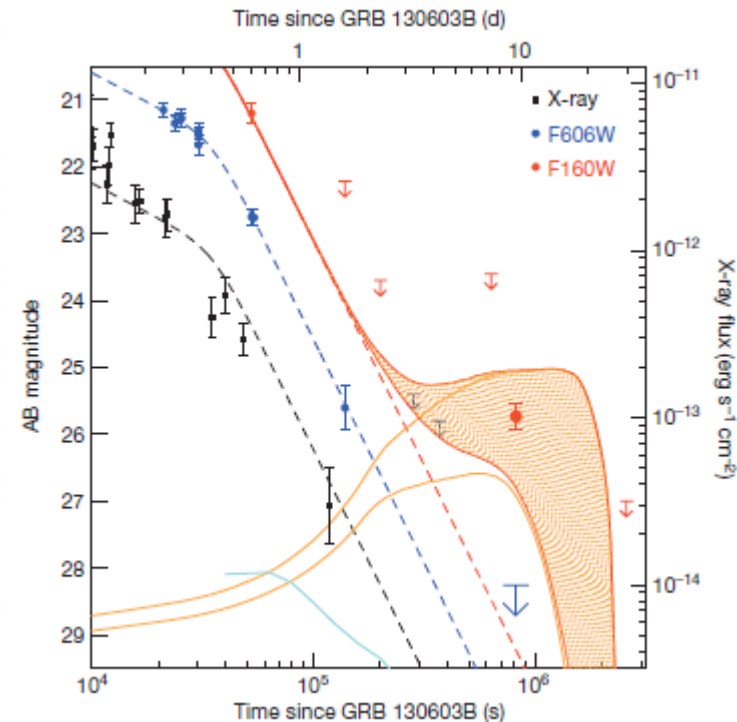 Time since GRB 130603B (d)
1 10
21
22
23
24
25
26
27
28
29
AB magnitude
X-ray
F606W
F160W
10⁻¹¹
10⁻¹²
10⁻¹³
10⁻¹⁴
X-ray flux (erg s⁻¹ cm⁻²)
10⁴ 10⁵ 10⁶
Time since GRB 130603B (s)